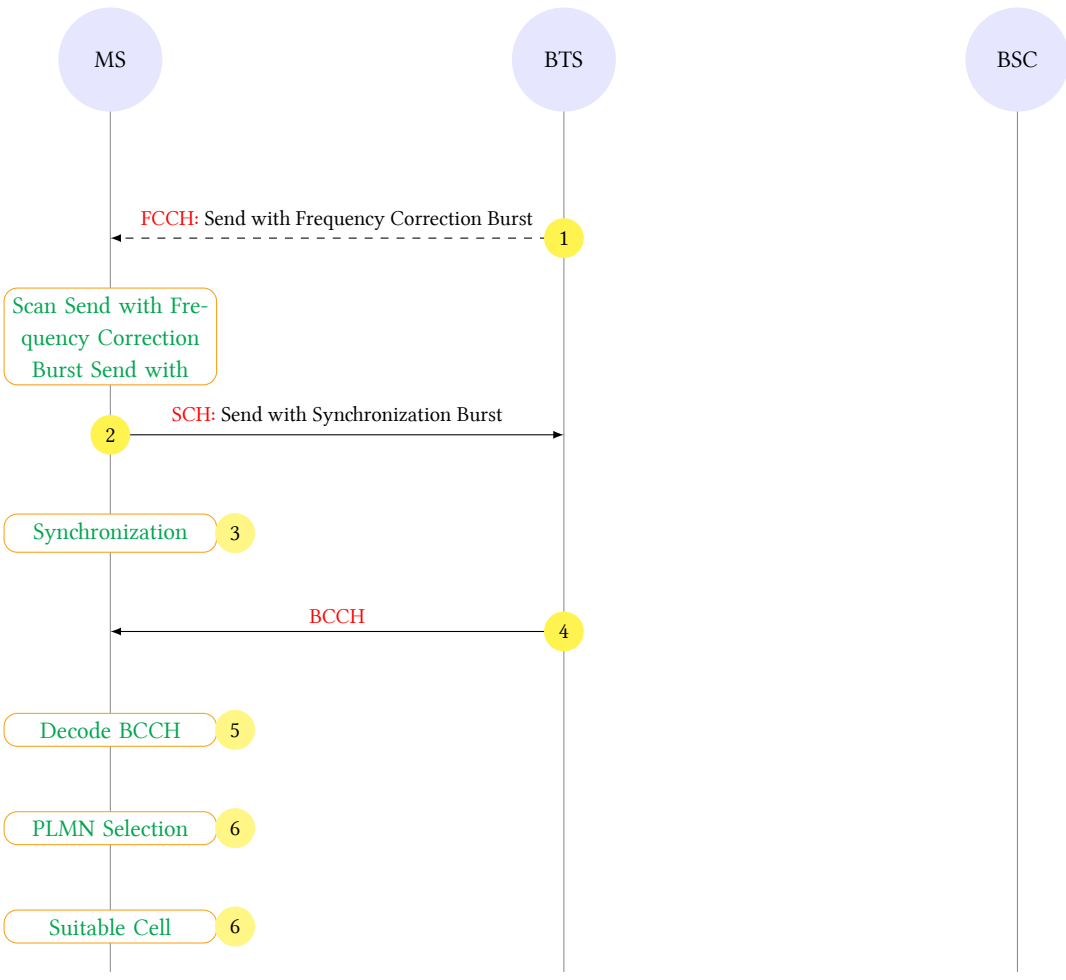 MS
BTS
BSC
FCCH: Send with Frequency Correction Burst
1
Scan Send with Fre-
quency Correction
Burst Send with
SCH: Send with Synchronization Burst
2
Synchronization
3
BCCH
4
Decode BCCH
5
PLMN Selection
6
Suitable Cell
6